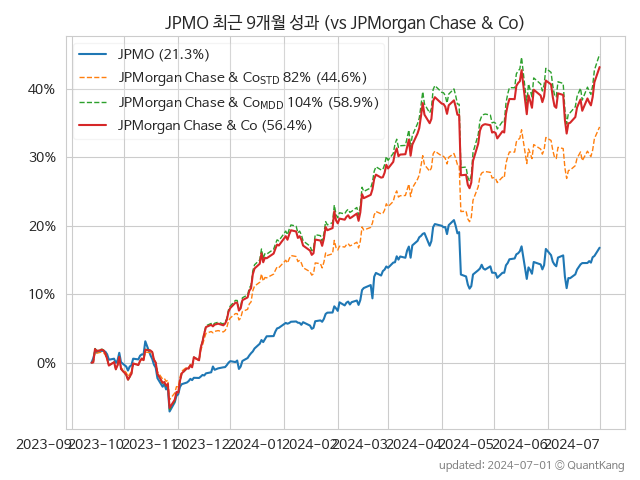 JPMO 최근 9개월 성과 (vs JPMorgan Chase & Co)
JPMO (21.3%)
JPMorgan Chase & CoSTD 82% (44.6%)
JPMorgan Chase & CoMDD 104% (58.9%)
JPMorgan Chase & Co (56.4%)
40%
30%
20%
10%
0%
2023-09 2023-10 2023-11 2023-12 2024-01 2024-02 2024-03 2024-04 2024-05 2024-06 2024-07
updated: 2024-07-01 © QuantKang